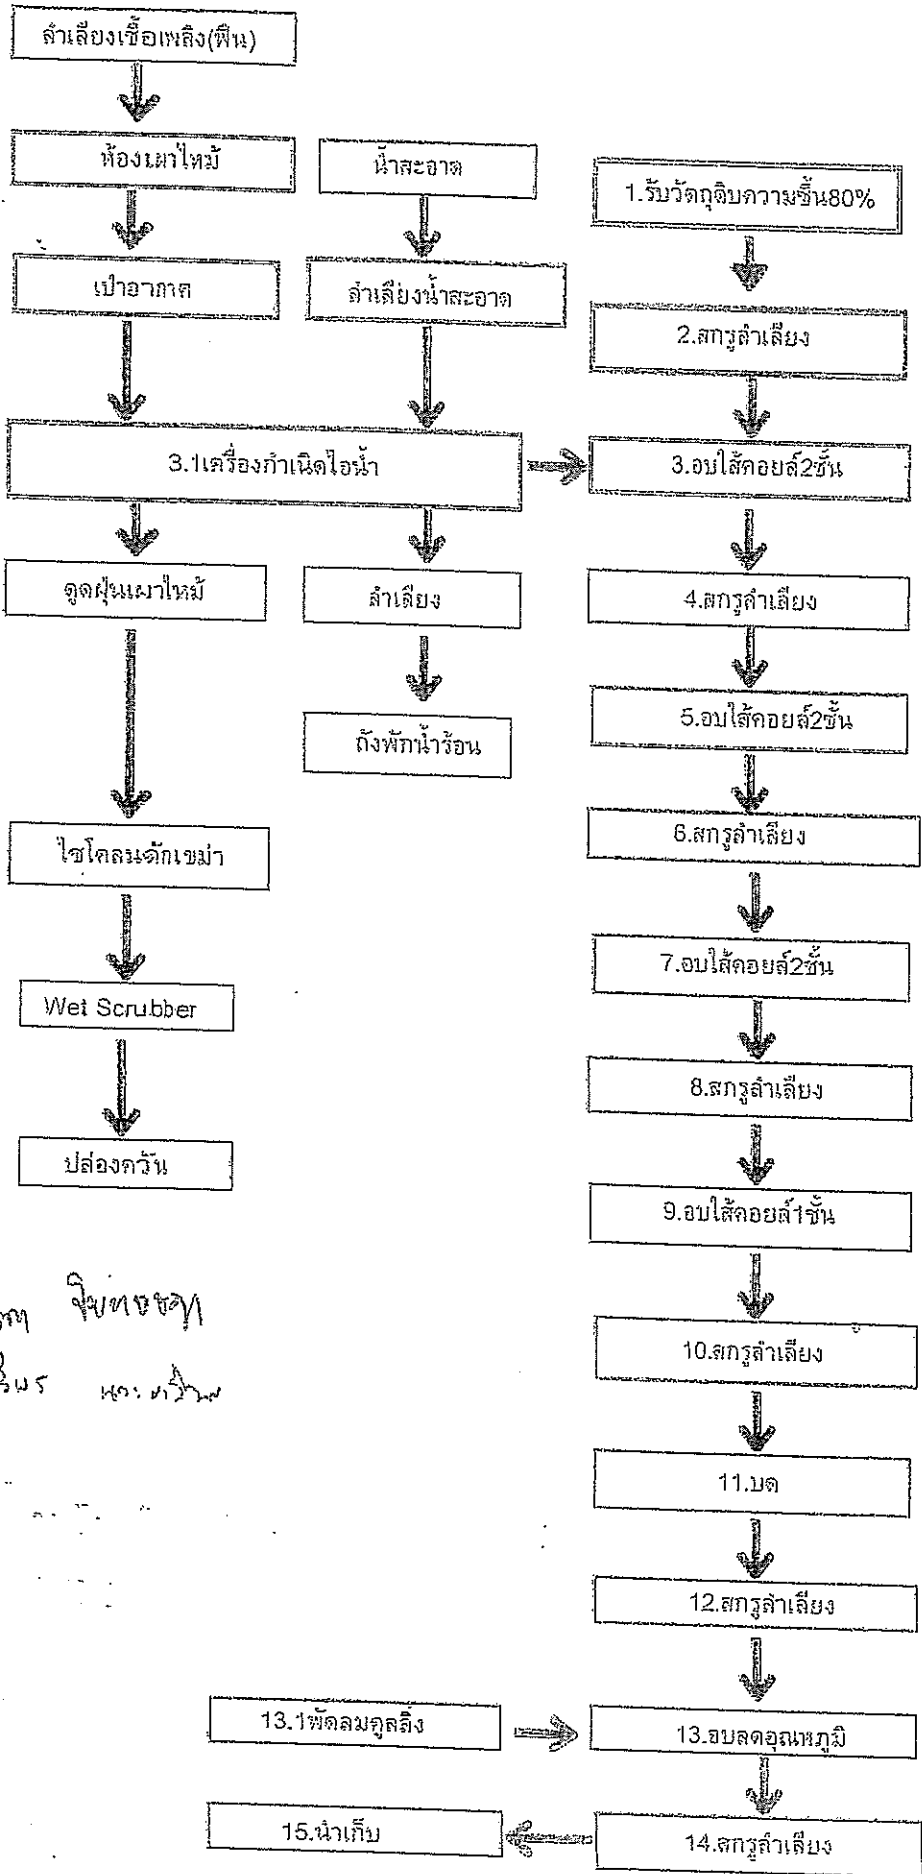 ลำเลียงเชื้อเพลิง(ฟืน)
ห้องเผาไหม้
น้ำสะอาด
1.รับวัตถุดิบความชื้น80%
เป่าอากาศ
ลำเลียงน้ำสะอาด
2.สกรูลำเลียง
3.1เครื่องกำเนิดไอน้ำ
3.อบใส้คอยล์2ชั้น
ดูดฝุ่นเผาไหม้
ลำเลียง
4.สกรูลำเลียง
5.อบใส้คอยล์2ชั้น
ถังพักน้ำร้อน
6.สกรูลำเลียง
ไซโคลนดักเขม่า
7.อบใส้คอยล์2ชั้น
Wet Scrubber
8.สกรูลำเลียง
ปล่องควัน
9.อบใส้คอยล์1ชั้น
10.สกรูลำเลียง
11.บด
12.สกรูลำเลียง
13.1พัดลมคูลลิ่ง
13.อบลดอุณหภูมิ
15.นำเก็บ
14.สกรูลำเลียง